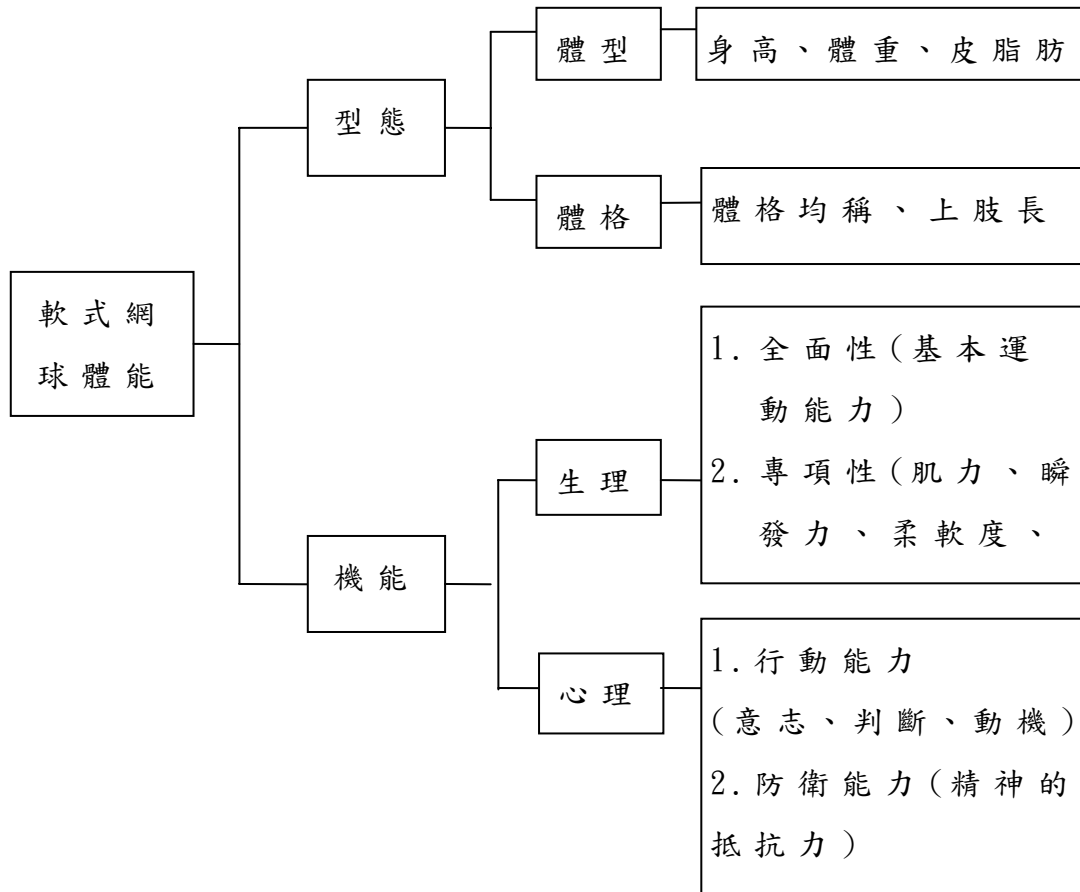 體型
身高、體重、皮脂肪
型態
體格
體格均稱、上肢長
軟式網
球體能
1. 全面性(基本運
動能力)
2. 專項性(肌力、瞬
發力、柔軟度、
生理
機能
心理
1.行動能力
(意志、判斷、動機)
2.防衛能力(精神的
抵抗力)